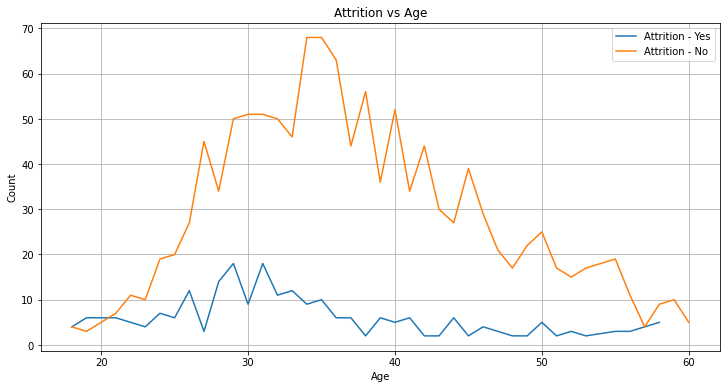 Attrition vs Age
70
60
50
40
30
20
10
0
Count
Attrition - Yes
Attrition - No
20 30 40 50 60
Age